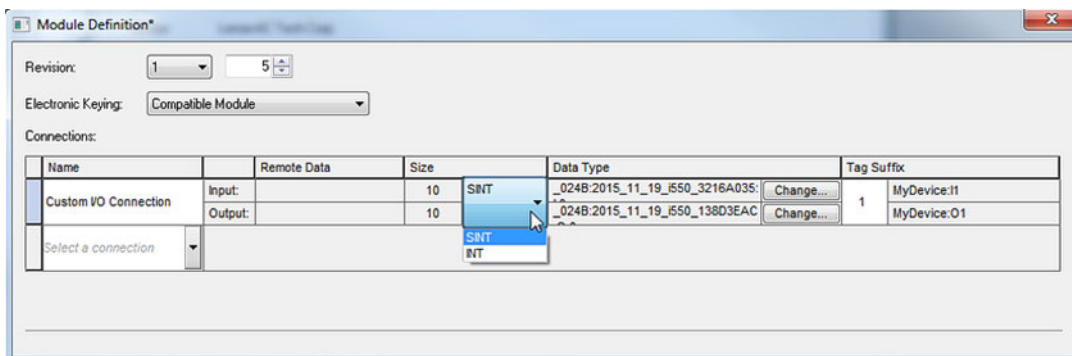 Module Definition*
Revision: 1 5
Electronic Keying: Compatible Module
Connections:
Name Remote Data Size Data Type Tag Suffix
Custom I/O Connection Input: 10 SINT _024B:2015_11_19_i550_3216A035: Change... 1 MyDevice:I1
Output: 10 _024B:2015_11_19_i550_138D3EAC Change... MyDevice:O1
Select a connection SINT
INT